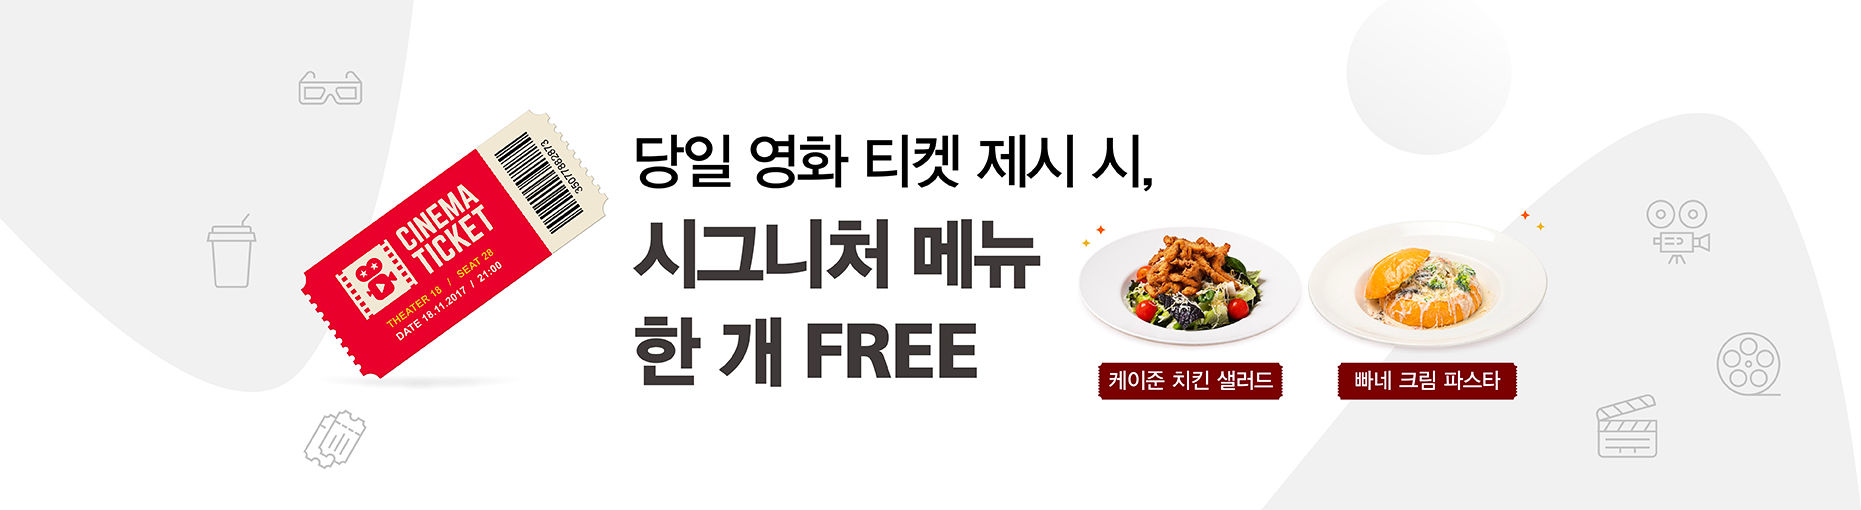 당일 영화 티켓 제시 시,
시그니처 메뉴
한 개 FREE
CINEMA
TICKET
THEATER 18 / SEAT 28
DATE 18.11.2017 / 21:00
35077882873
케이준 치킨 샐러드
빠네 크림 파스타